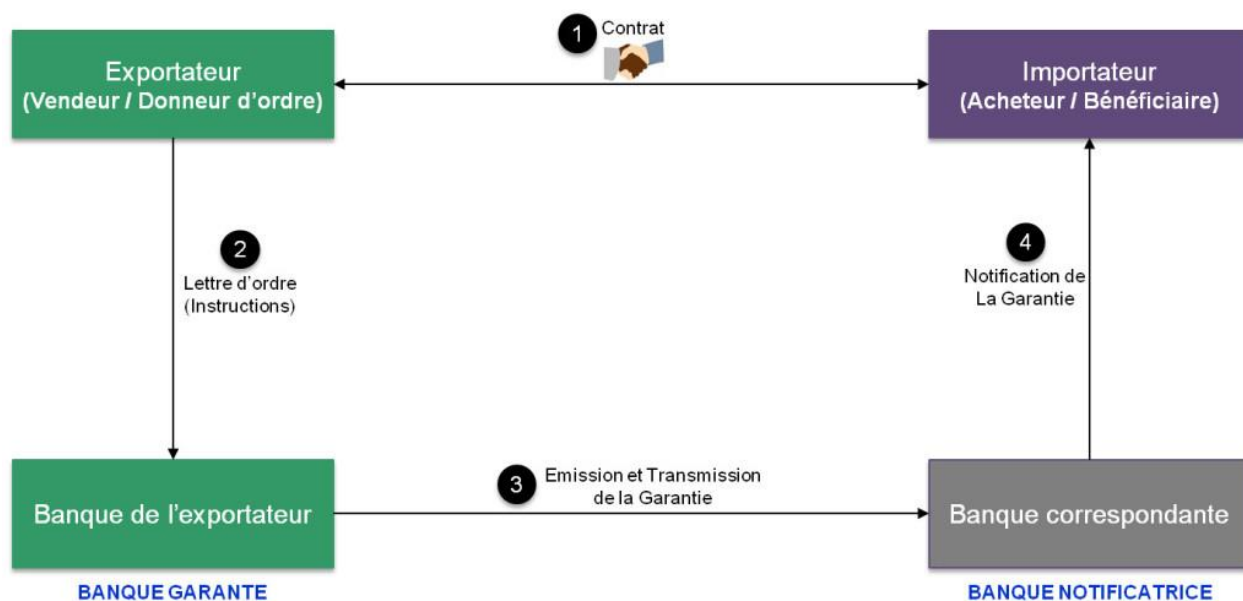 1
Contrat
Exportateur
(Vendeur / Donneur d'ordre)
Importateur
(Acheteur / Bénéficiaire)
2
Lettre d'ordre
(Instructions)
4
Notification de
La Garantie
3
Emission et Transmission
de la Garantie
Banque de l'exportateur
Banque correspondante
BANQUE GARANTE
BANQUE NOTIFICATRICE